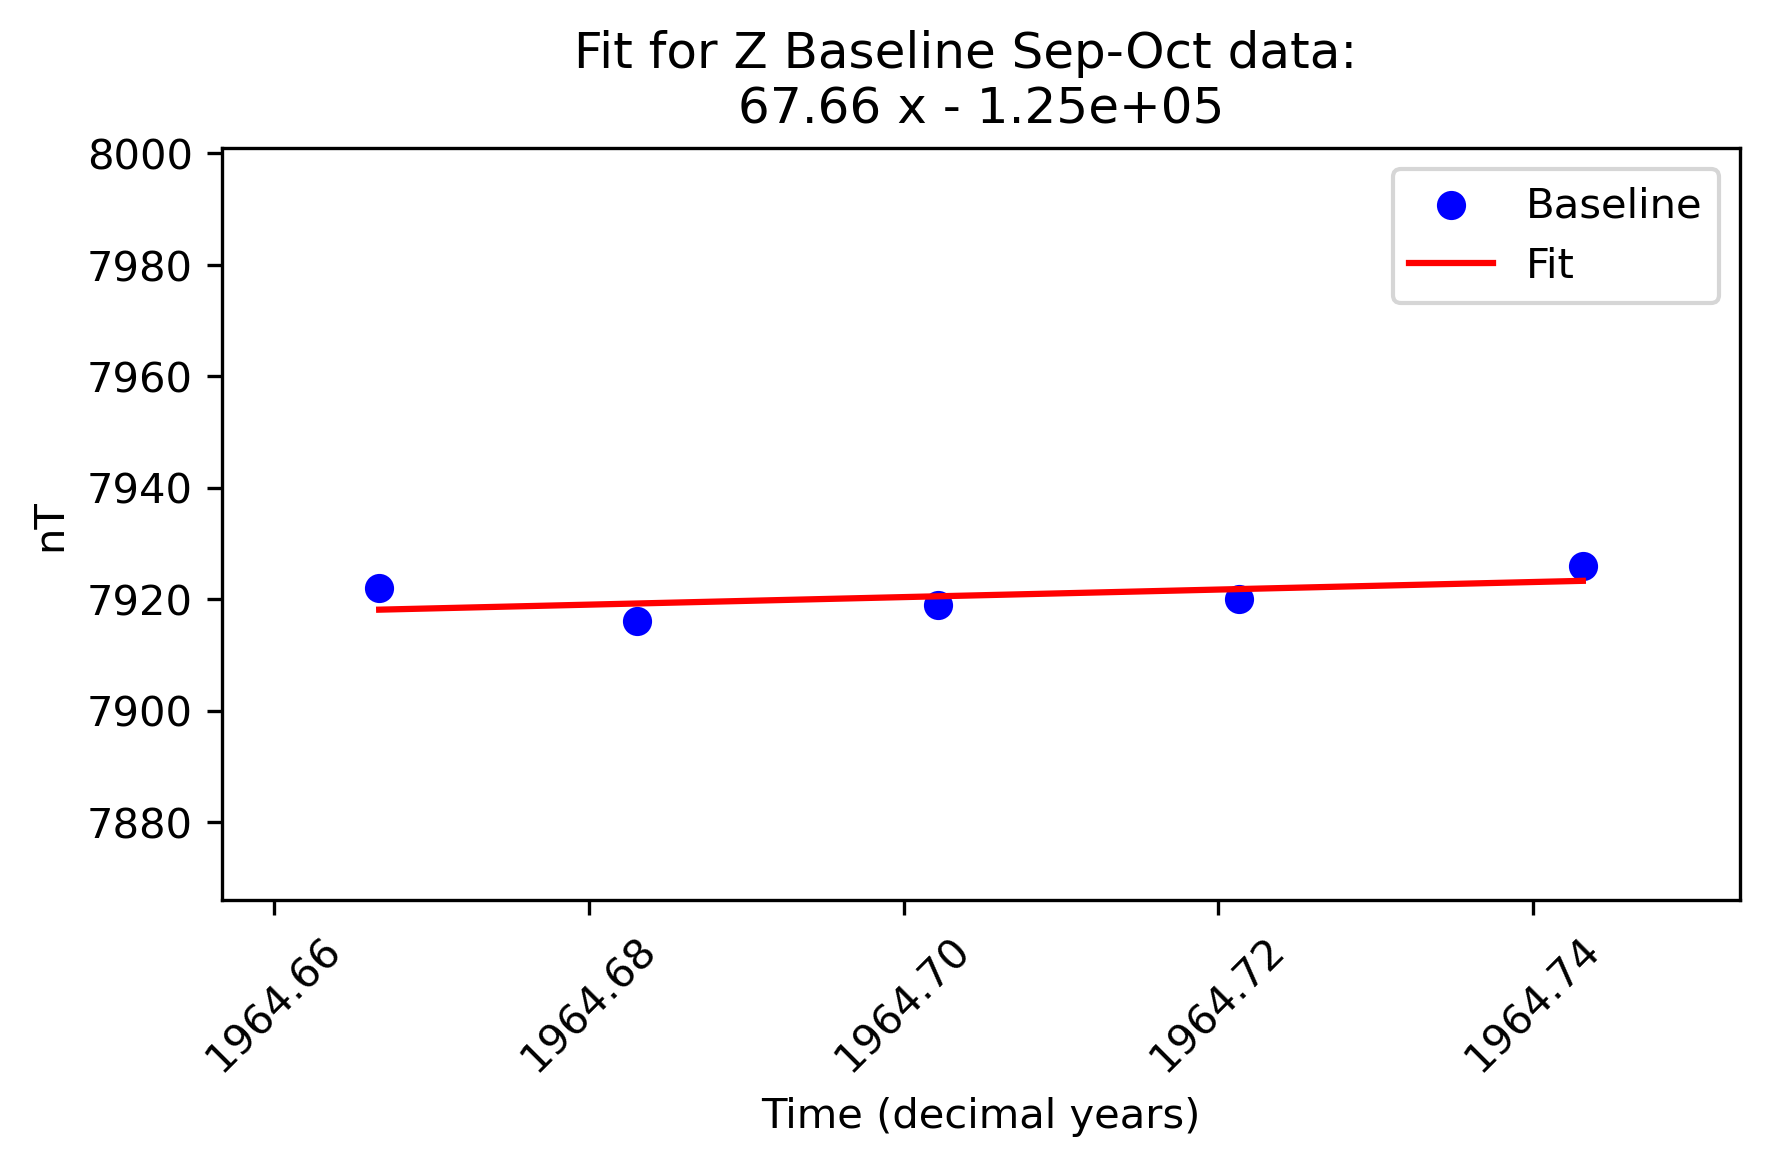 Fit for Z Baseline Sep-Oct data:
67.66 x - 1.25e+05
8000
7980
7960
7940
7920
7900
7880
nT
Baseline
Fit
1964.66
1964.68
1964.70
1964.72
1964.74
Time (decimal years)